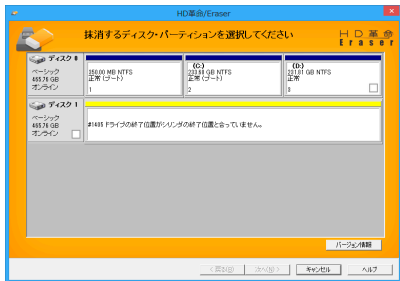 HD革命/Eraser
抹消するディスク・パーティションを選択してください
HD革命
Eraser
ディスク 0
ベーシック
465.76 GB
オンライン
350.00 MB NTFS
正常 (ブート)
1
(C:)
233.68 GB NTFS
正常 (ブート)
2
(D:)
231.81 GB NTFS
正常
3
ディスク 1
ベーシック
465.76 GB
オンライン
#1405 Fライブの終了位置がシリンダの終了位置と合っていません。
バージョン情報
< 戻る(B)
次へ(N) >
キャンセル
ヘルプ